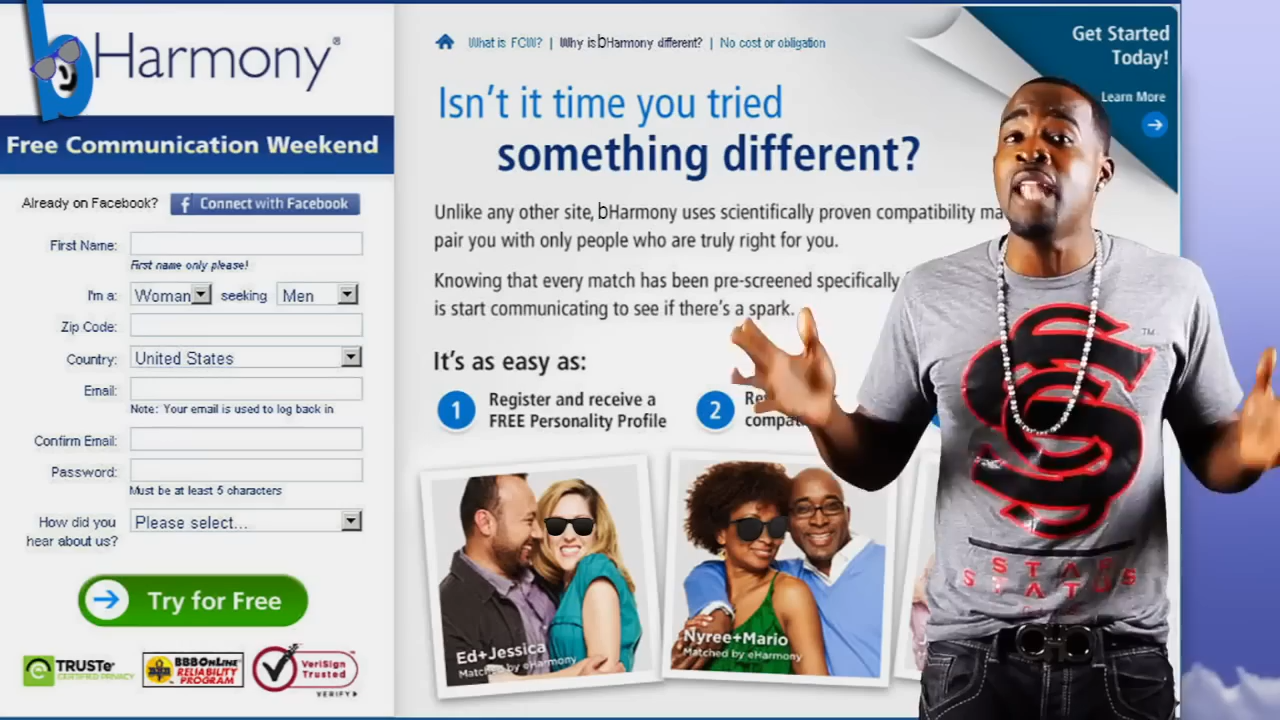 bHarmony®
Free Communication Weekend
Already on Facebook?
f Connect with Facebook
First Name:
First name only please!
I'm a:
Woman
seeking
Men
Zip Code:
Country:
United States
Email:
Note: Your email is used to log back in
Confirm Email:
Password:
Must be at least 5 characters
How did you
hear about us?
Please select...
Try for Free
TRUSTe
CERTIFIED PRIVACY
BBBONLINE
RELIABILITY
PROGRAM
VeriSign
Trusted
VERIFY
What is FCW? | Why is bHarmony different? | No cost or obligation
Get Started
Today!
Learn More
Isn't it time you tried
something different?
Unlike any other site, bHarmony uses scientifically proven compatibility
pair you with only people who are truly right for you.
Knowing that every match has been pre-screened specifically
is start communicating to see if there's a spark.
It's as easy as:
1
Register and receive a
FREE Personality Profile
2
Ed+Jessica
Matched by eHarmony
Nyree+Mario
Matched by eHarmony
TM
STAR
STATUS